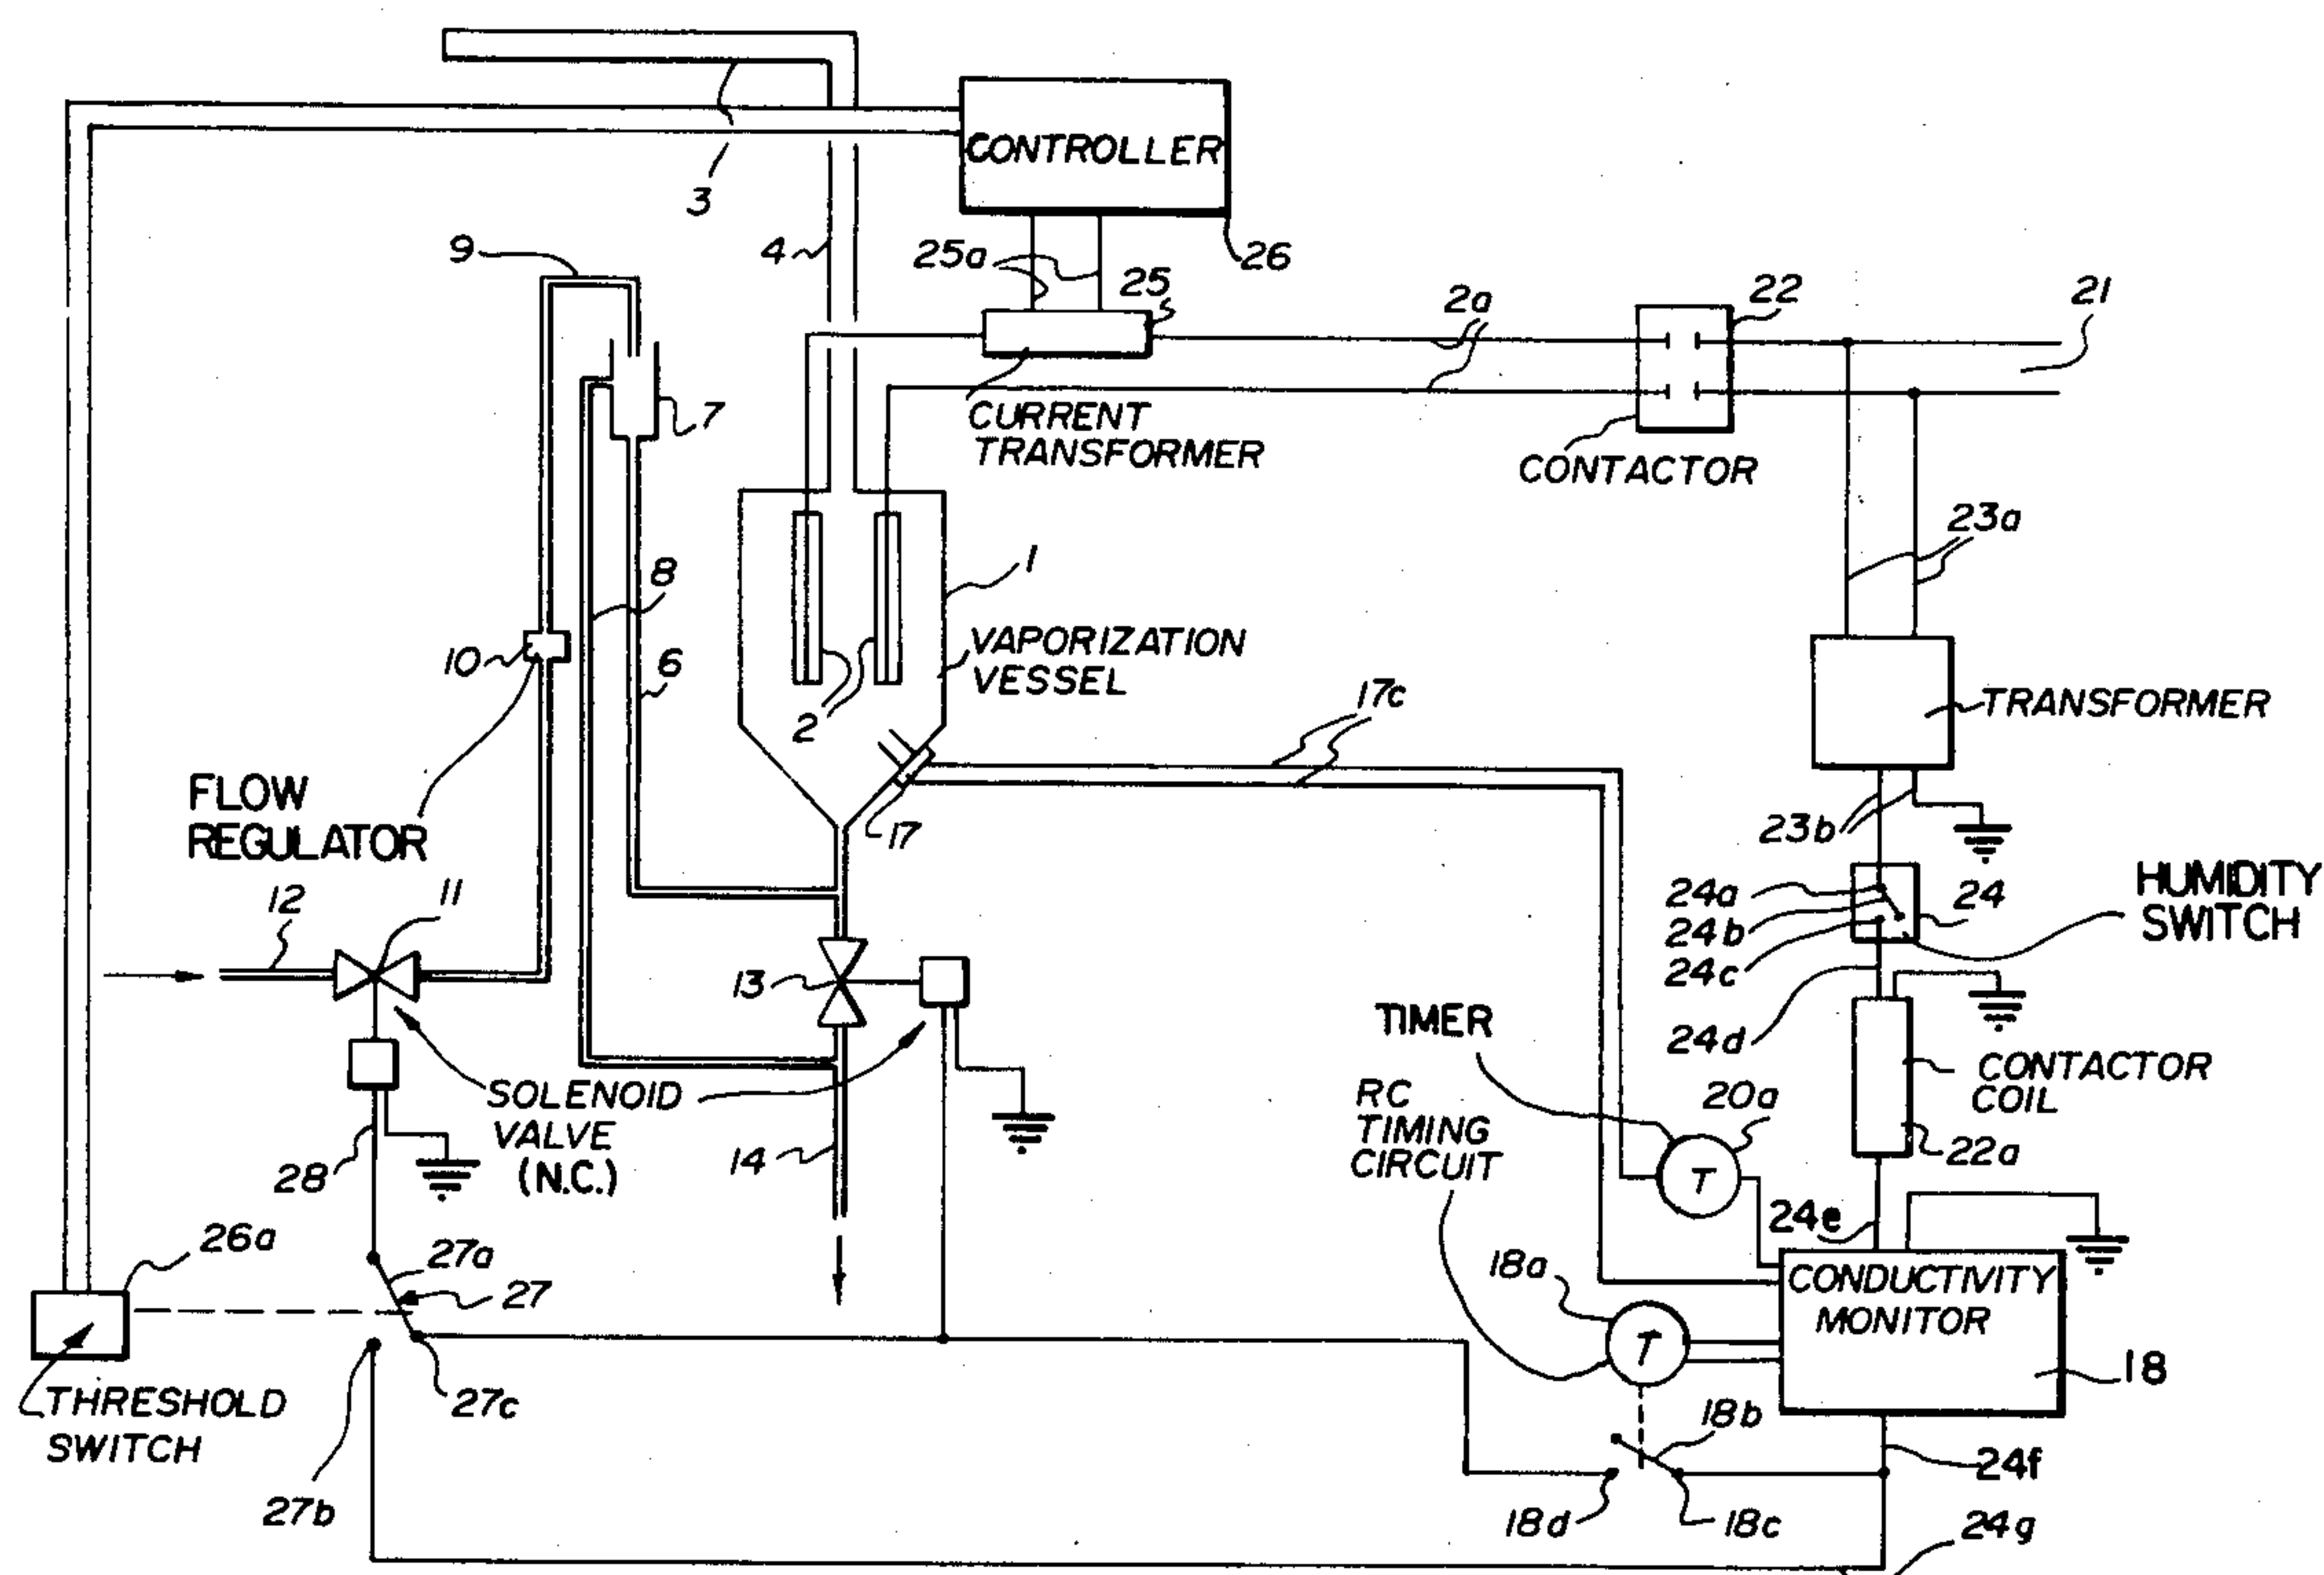 CONTROLLER
3
9
4
25a
26
25
2a
22
21
7
CURRENT
TRANSFORMER
CONTACTOR
23a
8
1
VAPORIZATION
VESSEL
10
6
2
17c
TRANSFORMER
FLOW
REGULATOR
17
23b
12
11
24a
24b
24c
24
HUMIDITY
SWITCH
13
TIMER
24d
SOLENOID
VALVE
(N.C.)
RC
TIMING
CIRCUIT
20a
CONTACTOR
COIL
28
14
T
22a
26a
27a
27
24e
18a
CONDUCTIVITY
MONITOR
T
18
THRESHOLD
SWITCH
27c
18b
24f
27b
18d
18c
24g